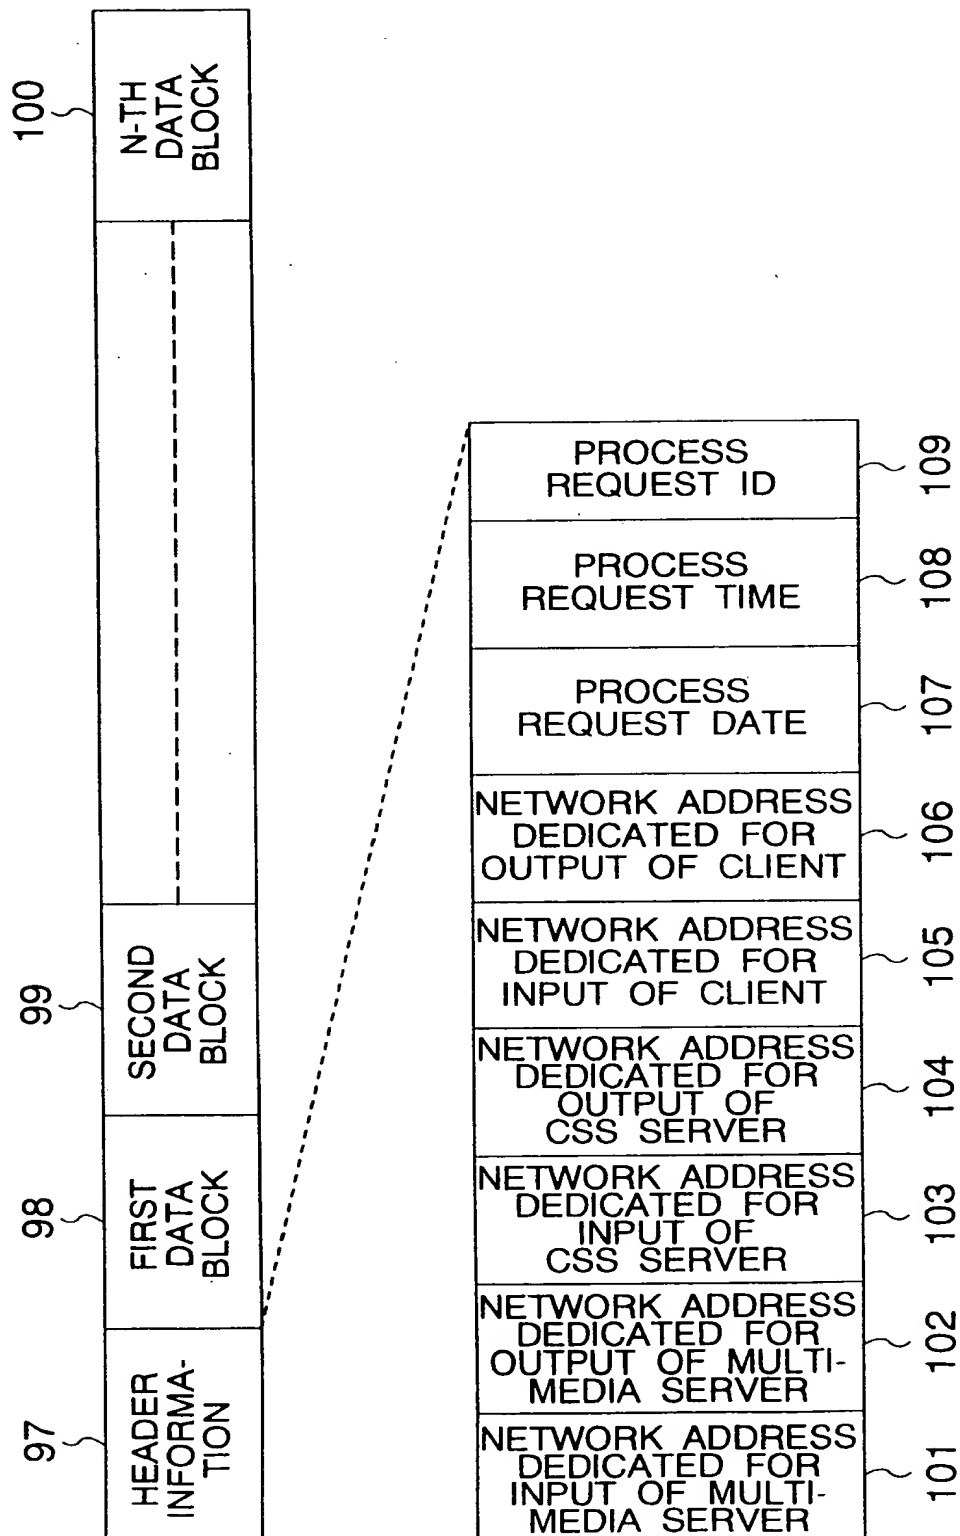 100
N-TH
DATA
BLOCK
99
SECOND
DATA
BLOCK
98
FIRST
DATA
BLOCK
97
HEADER
INFORMA-
TION
PROCESS
REQUEST ID
109
PROCESS
REQUEST TIME
108
PROCESS
REQUEST DATE
107
NETWORK ADDRESS
DEDICATED FOR
OUTPUT OF CLIENT
106
NETWORK ADDRESS
DEDICATED FOR
INPUT OF CLIENT
105
NETWORK ADDRESS
DEDICATED FOR
OUTPUT OF
CSS SERVER
104
NETWORK ADDRESS
DEDICATED FOR
INPUT OF
CSS SERVER
103
NETWORK ADDRESS
DEDICATED FOR
OUTPUT OF MULTI-
MEDIA SERVER
102
NETWORK ADDRESS
DEDICATED FOR
INPUT OF MULTI-
MEDIA SERVER
101